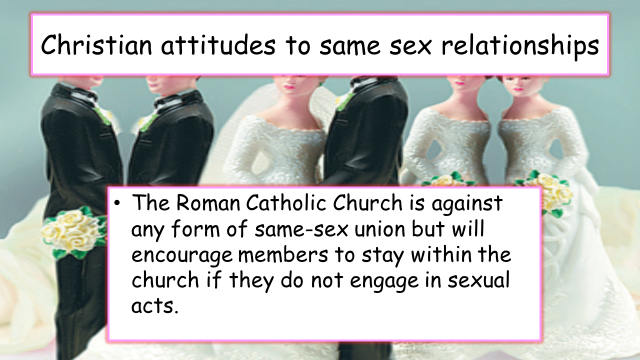 Christian attitudes to same sex relationships
• The Roman Catholic Church is against
any form of same-sex union but will
encourage members to stay within the
church if they do not engage in sexual
acts.